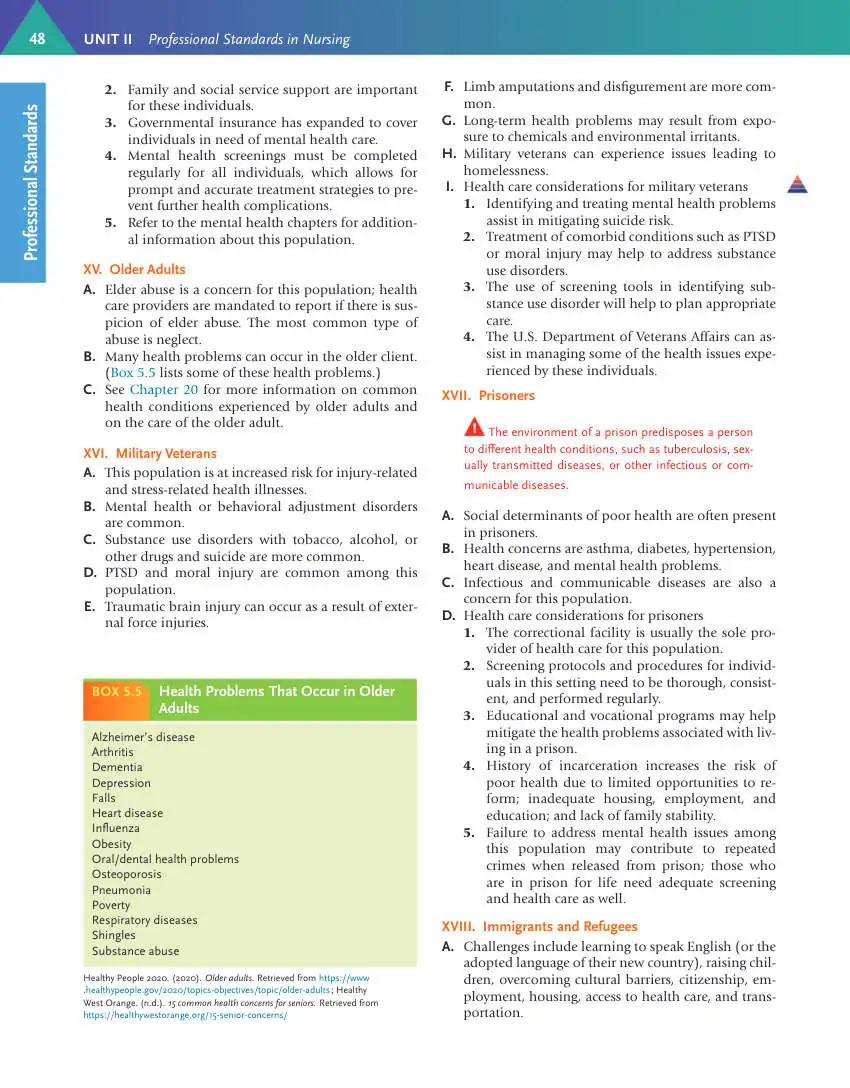 48 UNIT II Professional Standards in Nursing
Professional Standards
2. Family and social service support are important
for these individuals.
3. Governmental insurance has expanded to cover
individuals in need of mental health care.
4. Mental health screenings must be completed
regularly for all individuals, which allows for
prompt and accurate treatment strategies to pre-
vent further health complications.
5. Refer to the mental health chapters for addition-
al information about this population.
XV. Older Adults
A. Elder abuse is a concern for this population; health
care providers are mandated to report if there is sus-
picion of elder abuse. The most common type of
abuse is neglect.
B. Many health problems can occur in the older client.
(Box 5.5 lists some of these health problems.)
C. See Chapter 20 for more information on common
health conditions experienced by older adults and
on the care of the older adult.
XVI. Military Veterans
A. This population is at increased risk for injury-related
and stress-related health illnesses.
B. Mental health or behavioral adjustment disorders
are common.
C. Substance use disorders with tobacco, alcohol, or
other drugs and suicide are more common.
D. PTSD and moral injury are common among this
population.
E. Traumatic brain injury can occur as a result of exter-
nal force injuries.
BOX 5.5 Health Problems That Occur in Older
Adults
Alzheimer's disease
Arthritis
Dementia
Depression
Falls
Heart disease
Influenza
Obesity
Oral/dental health problems
Osteoporosis
Pneumonia
Poverty
Respiratory diseases
Shingles
Substance abuse
Healthy People 2020. (2020). Older adults. Retrieved from https://www
.healthypeople.gov/2020/topics-objectives/topic/older-adults; Healthy
West Orange. (n.d.). 15 common health concerns for seniors. Retrieved from
https://healthywestorange.org/15-senior-concerns/
F. Limb amputations and disfigurement are more com-
mon.
G. Long-term health problems may result from expo-
sure to chemicals and environmental irritants.
H. Military veterans can experience issues leading to
homelessness.
I. Health care considerations for military veterans
1. Identifying and treating mental health problems
assist in mitigating suicide risk.
2. Treatment of comorbid conditions such as PTSD
or moral injury may help to address substance
use disorders.
3. The use of screening tools in identifying sub-
stance use disorder will help to plan appropriate
care.
4. The U.S. Department of Veterans Affairs can as-
sist in managing some of the health issues expe-
rienced by these individuals.
XVII. Prisoners
The environment of a prison predisposes a person
to different health conditions, such as tuberculosis, sex-
ually transmitted diseases, or other infectious or com-
municable diseases.
A. Social determinants of poor health are often present
in prisoners.
B. Health concerns are asthma, diabetes, hypertension,
heart disease, and mental health problems.
C. Infectious and communicable diseases are also a
concern for this population.
D. Health care considerations for prisoners
1. The correctional facility is usually the sole pro-
vider of health care for this population.
2. Screening protocols and procedures for individ-
uals in this setting need to be thorough, consist-
ent, and performed regularly.
3. Educational and vocational programs may help
mitigate the health problems associated with liv-
ing in a prison.
4. History of incarceration increases the risk of
poor health due to limited opportunities to re-
form; inadequate housing, employment, and
education; and lack of family stability.
5. Failure to address mental health issues among
this population may contribute to repeated
crimes when released from prison; those who
are in prison for life need adequate screening
and health care as well.
XVIII. Immigrants and Refugees
A. Challenges include learning to speak English (or the
adopted language of their new country), raising chil-
dren, overcoming cultural barriers, citizenship, em-
ployment, housing, access to health care, and trans-
portation.